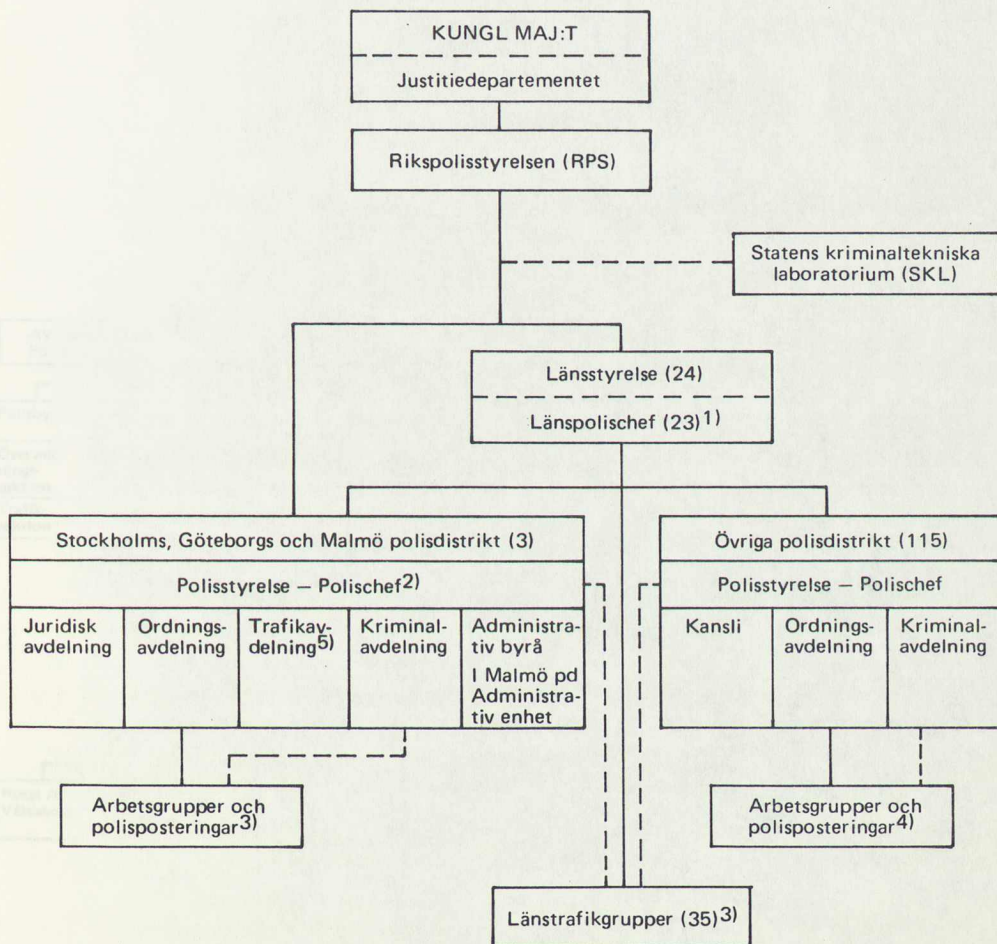 KUNGL MAJ:T
Justitiedepartementet
Rikspolisstyrelsen (RPS)
Statens kriminaltekniska
laboratorium (SKL)
Länsstyrelse (24)
Länspolischef (23)1)
Stockholms, Göteborgs och Malmö polisdistrikt (3)
Polisstyrelse – Polischef2)
Juridisk
avdelning
Ordnings-
avdelning
Trafikav-
delning5)
Kriminal-
avdelning
Administra-
tiv byrå
I Malmö pd
Administra-
tiv enhet
Övriga polisdistrikt (115)
Polisstyrelse – Polischef
Kansli
Ordnings-
avdelning
Kriminal-
avdelning
Arbetsgrupper och
polisposteringar3)
Arbetsgrupper och
polisposteringar4)
Länstrafikgrupper (35)3)